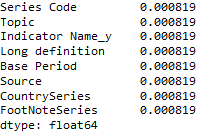 Series Code 0.000819
Topic 0.000819
Indicator Name_y 0.000819
Long definition 0.000819
Base Period 0.000819
Source 0.000819
CountrySeries 0.000819
FootNoteSeries 0.000819
dtype: float64